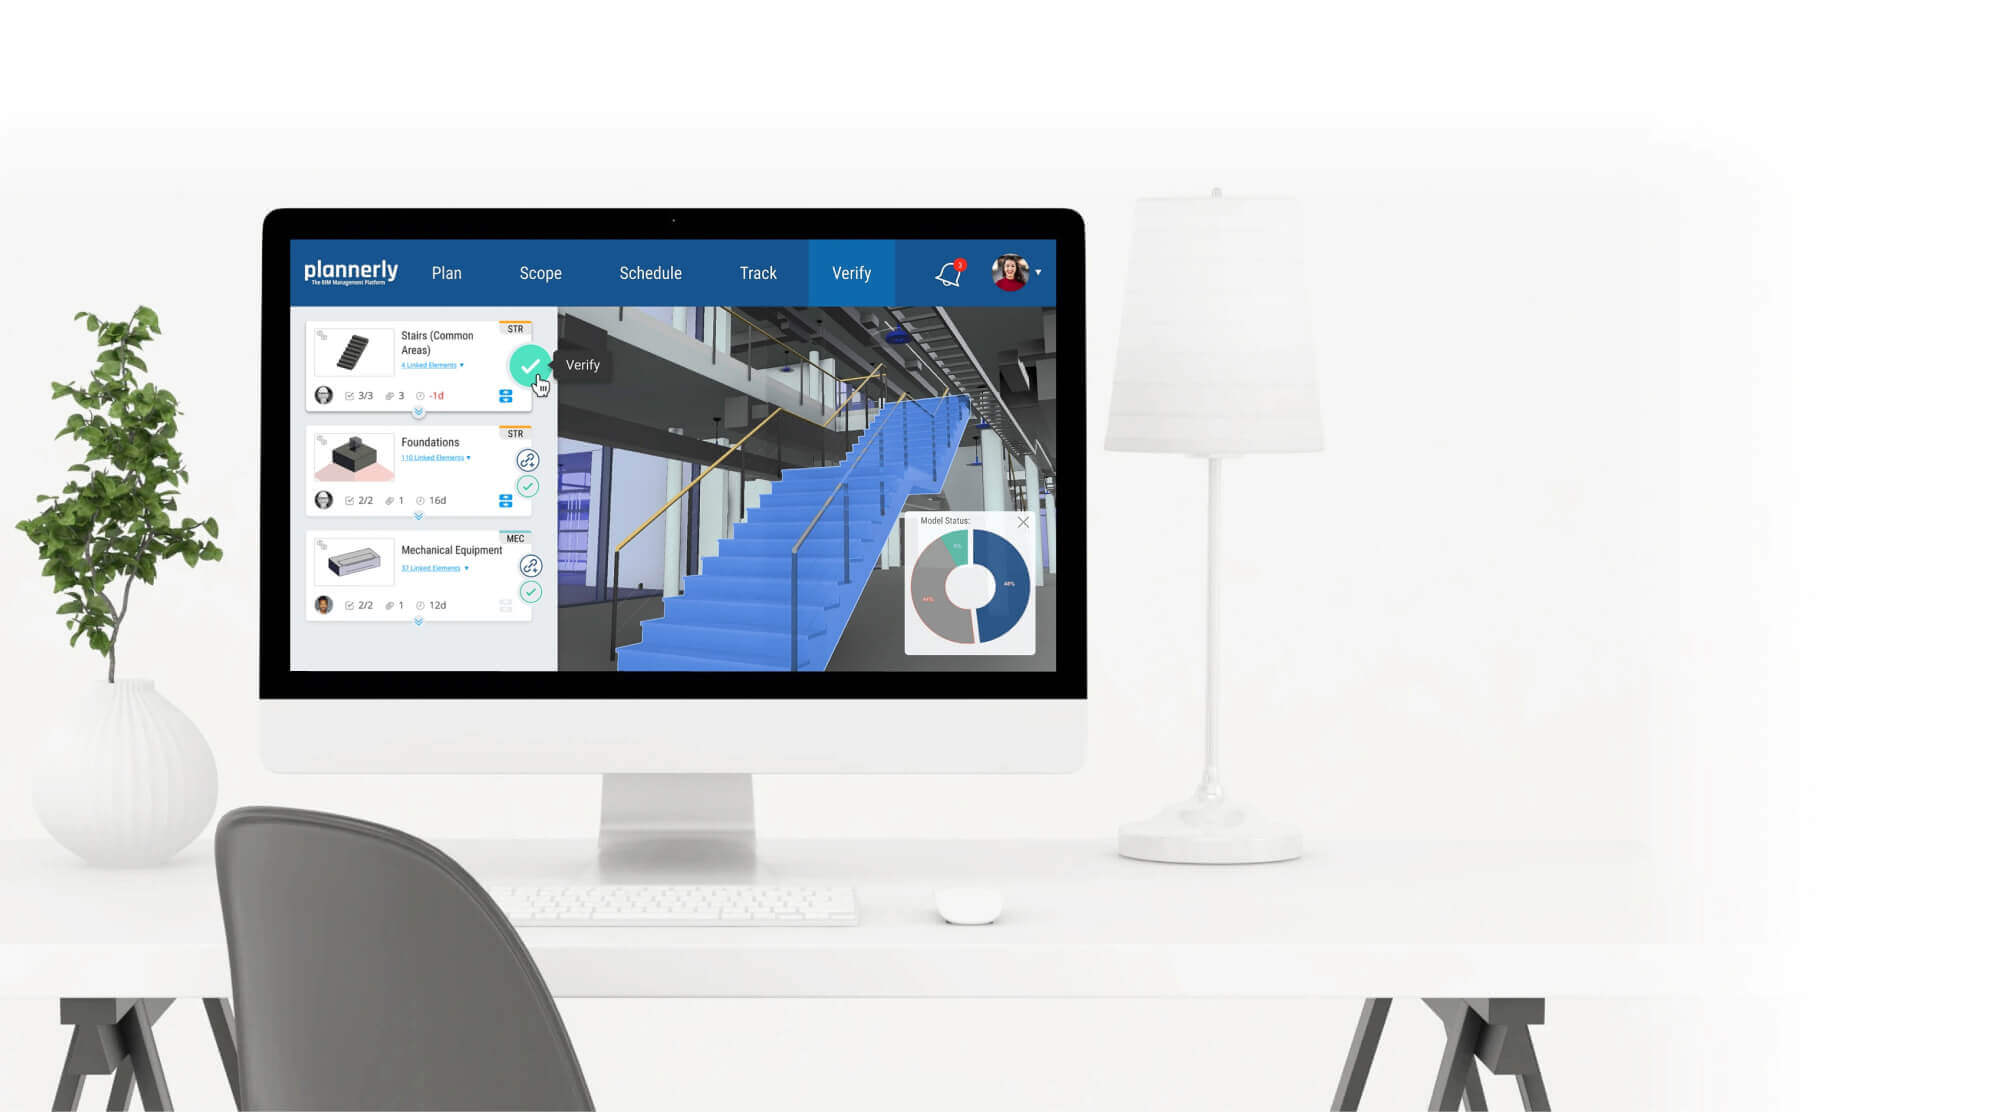 plannerly
The BIM Management Platform
Plan
Scope
Schedule
Track
Verify
3
STR
Stairs (Common
Areas)
4 Linked Elements
3/3
3
-1d
Verify
STR
Foundations
110 Linked Elements
2/2
1
16d
MEC
Mechanical Equipment
37 Linked Elements
2/2
1
12d
Model Status:
48%